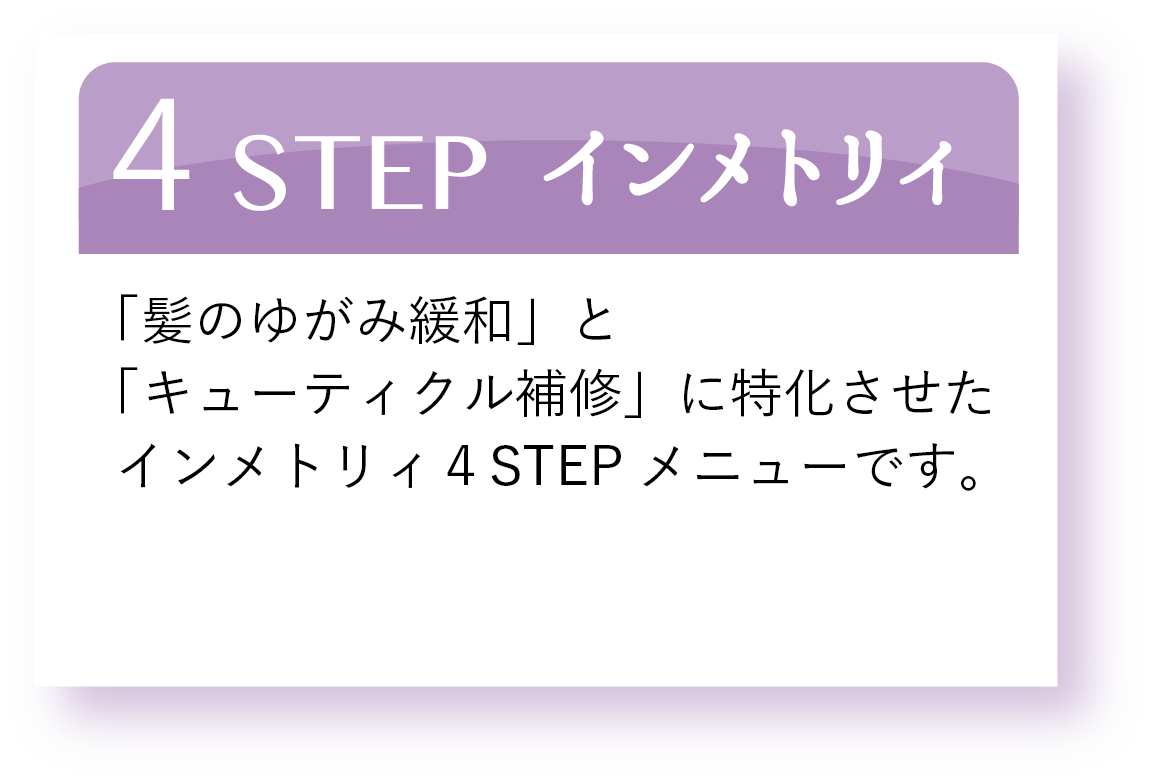 4 STEP インメトリィ
「髪のゆがみ緩和」と
「キューティクル補修」に特化させた
インメトリィ 4 STEP メニューです。